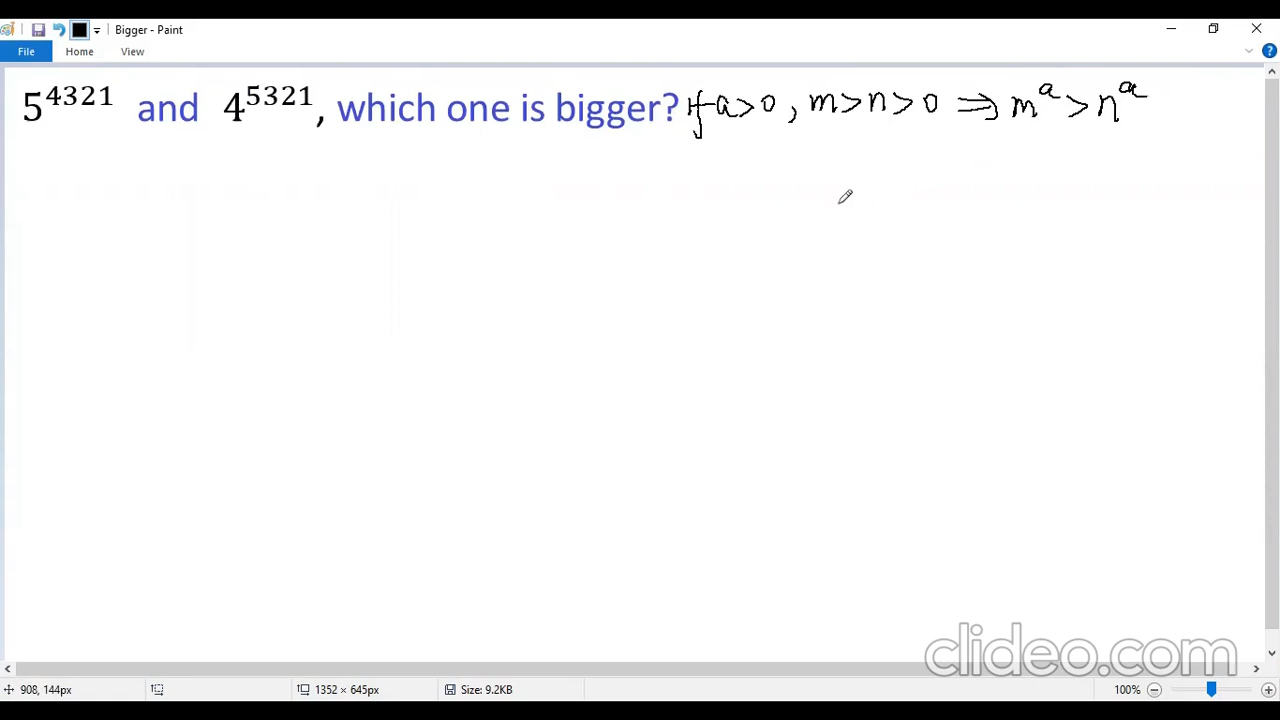 Bigger - Paint
File Home View
5^4321 and 4^5321, which one is bigger? if a>0, m>n>0 ⟹ m^a > n^a
clideo.com
908, 144px 1352 × 645px Size: 9.2KB 100%